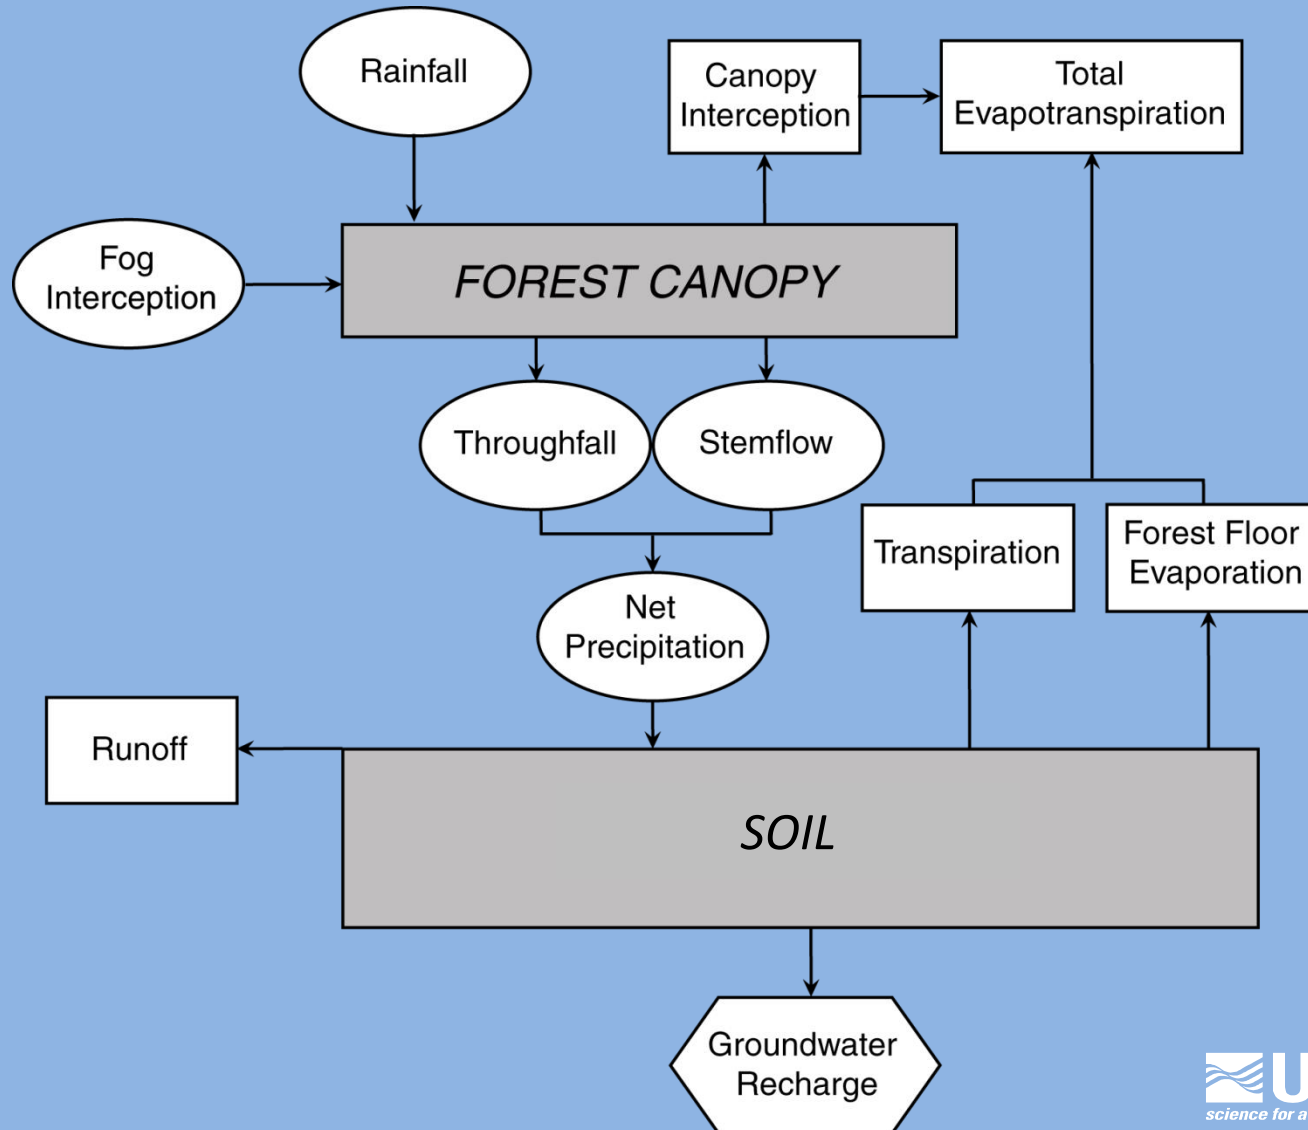 Rainfall
Canopy
Interception
Total
Evapotranspiration
Fog
Interception
FOREST CANOPY
Throughfall
Stemflow
Transpiration
Forest Floor
Evaporation
Net
Precipitation
Runoff
SOIL
Groundwater
Recharge
science for a